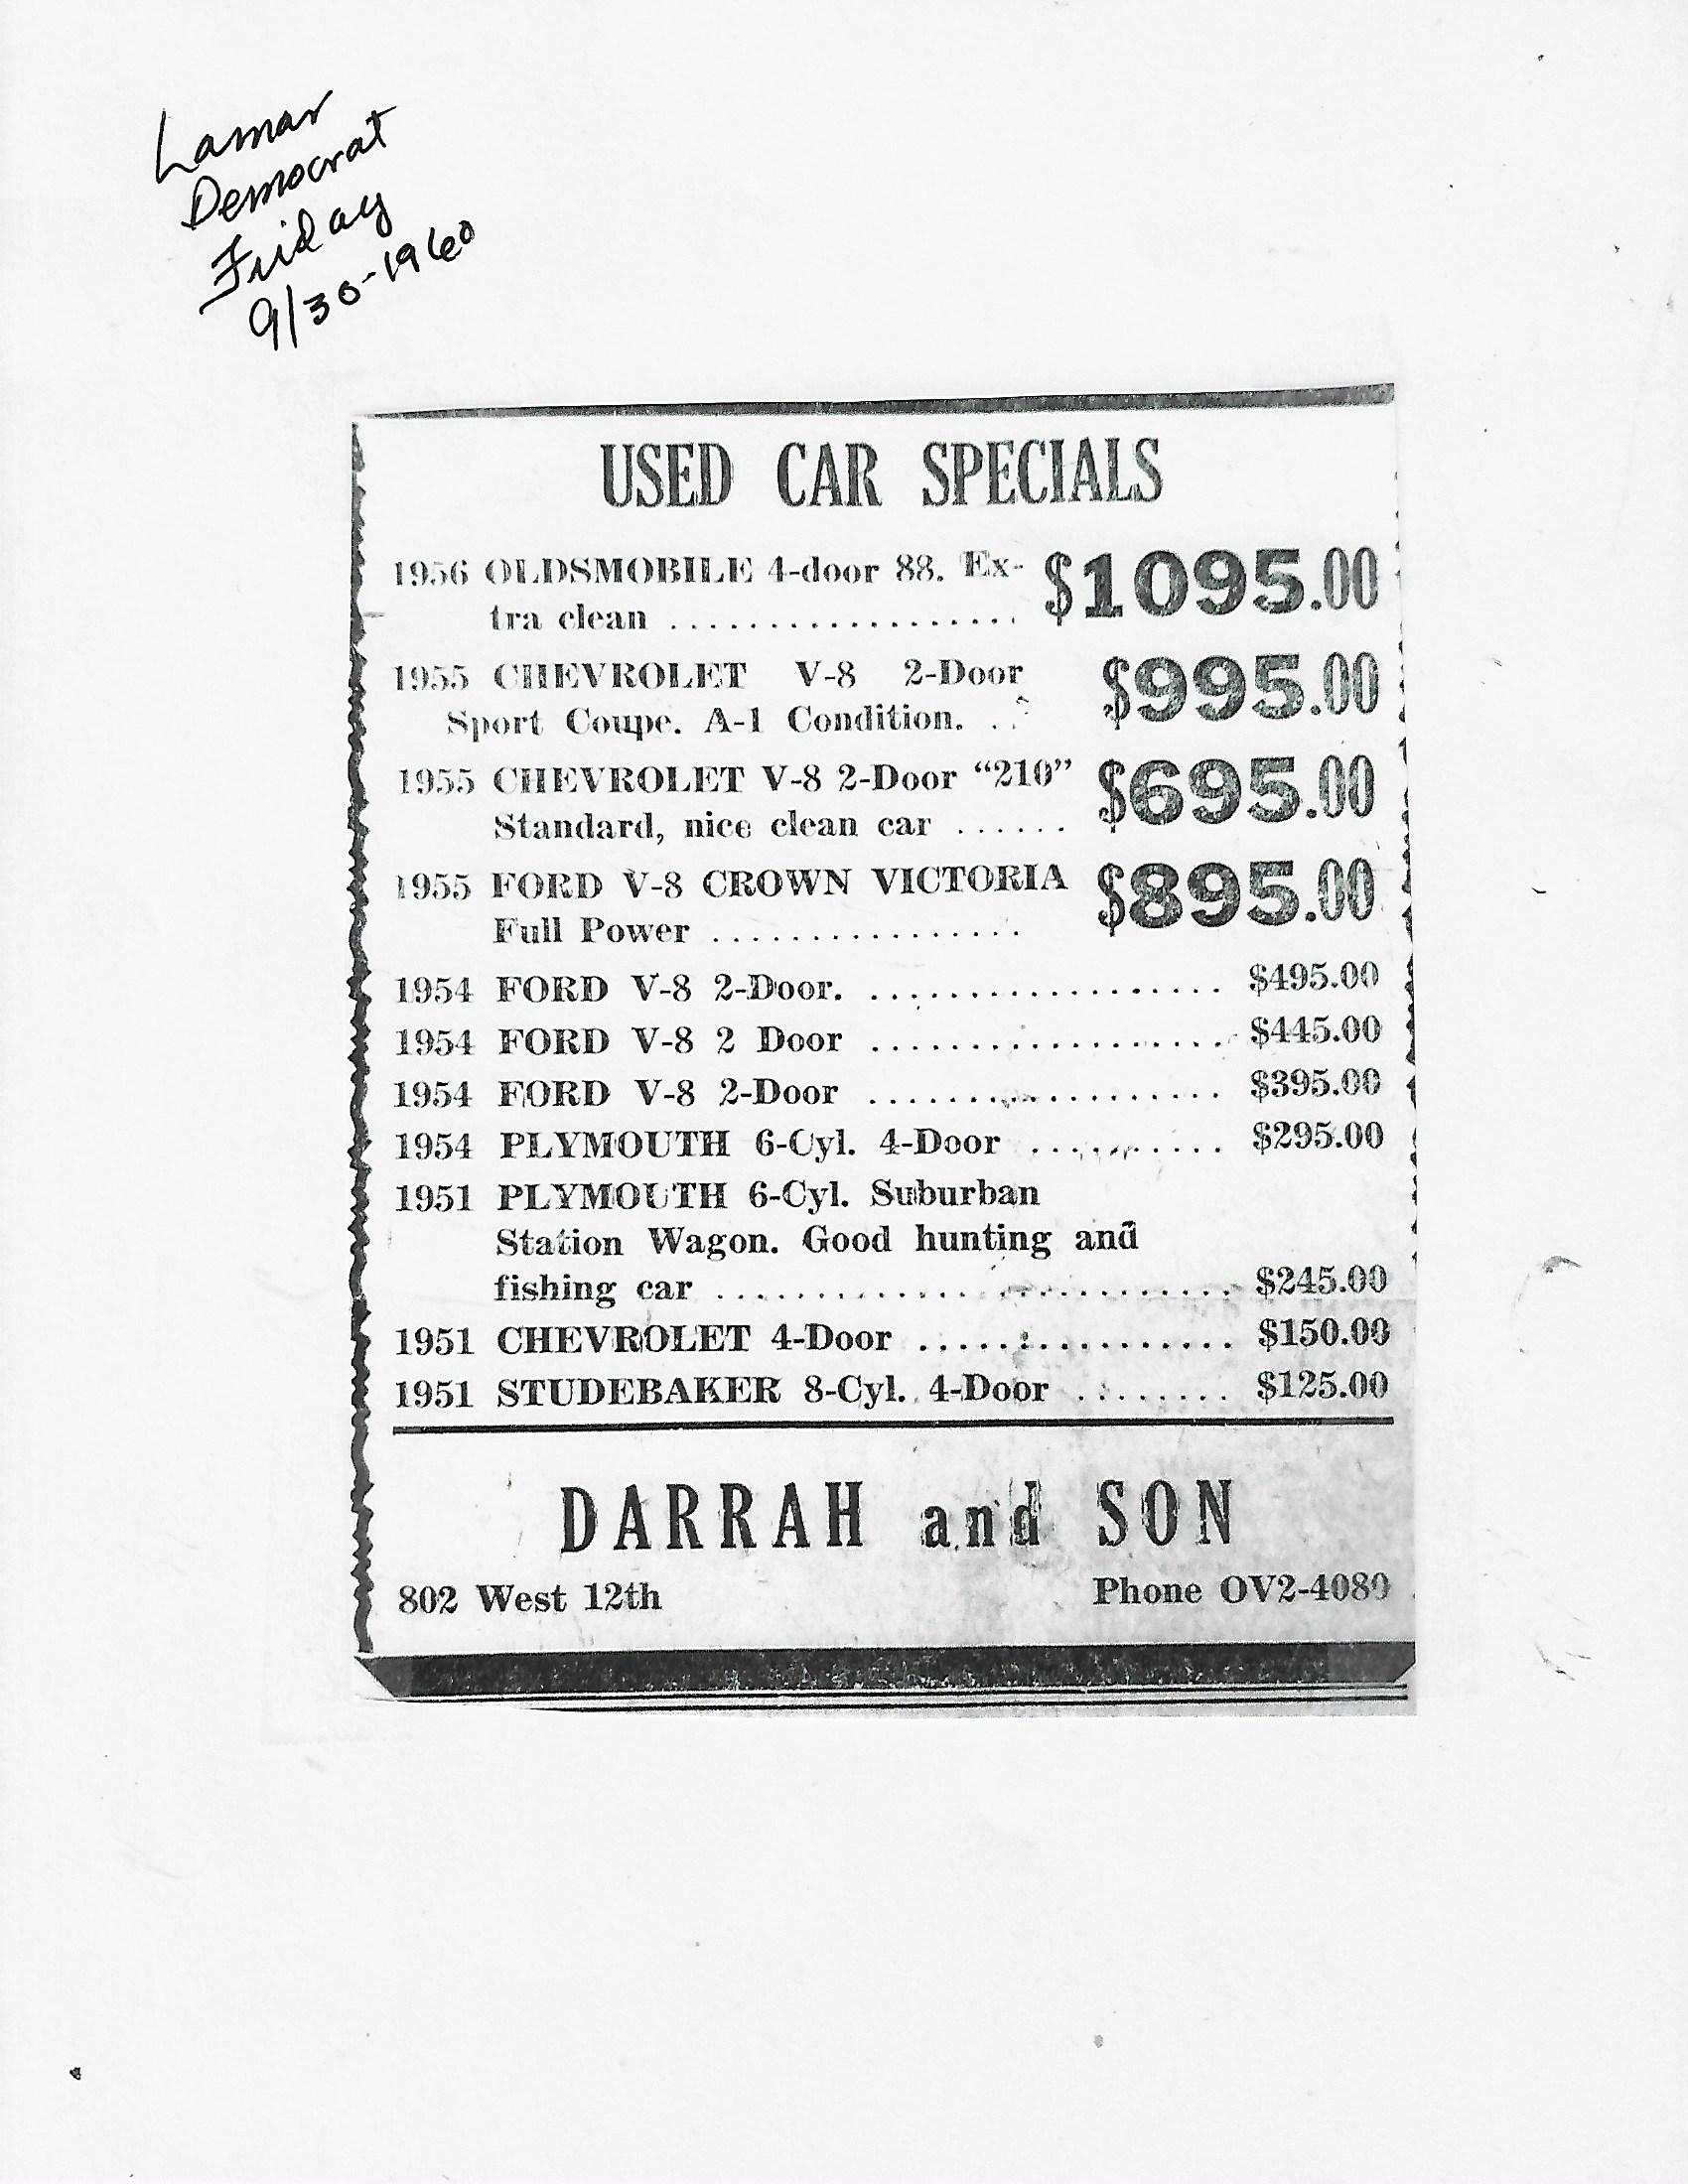 Lamar
Democrat
Friday
9/30-1960
USED CAR SPECIALS
1956 OLDSMOBILE 4-door 88. Ex- $1095.00
tra clean ..................
1955 CHEVROLET V-8 2-Door $995.00
Sport Coupe. A-1 Condition. ..
1955 CHEVROLET V-8 2-Door “210” $695.00
Standard, nice clean car ......
1955 FORD V-8 CROWN VICTORIA $895.00
Full Power ................
1954 FORD V-8 2-Door. .................. $495.00
1954 FORD V-8 2 Door .................. $445.00
1954 FORD V-8 2-Door .................. $395.00
1954 PLYMOUTH 6-Cyl. 4-Door .......... $295.00
1951 PLYMOUTH 6-Cyl. Suburban
Station Wagon. Good hunting and
fishing car ........................... $245.00
1951 CHEVROLET 4-Door ................ $150.00
1951 STUDEBAKER 8-Cyl. 4-Door ........ $125.00
DARRAH and SON
802 West 12th Phone OV2-4089